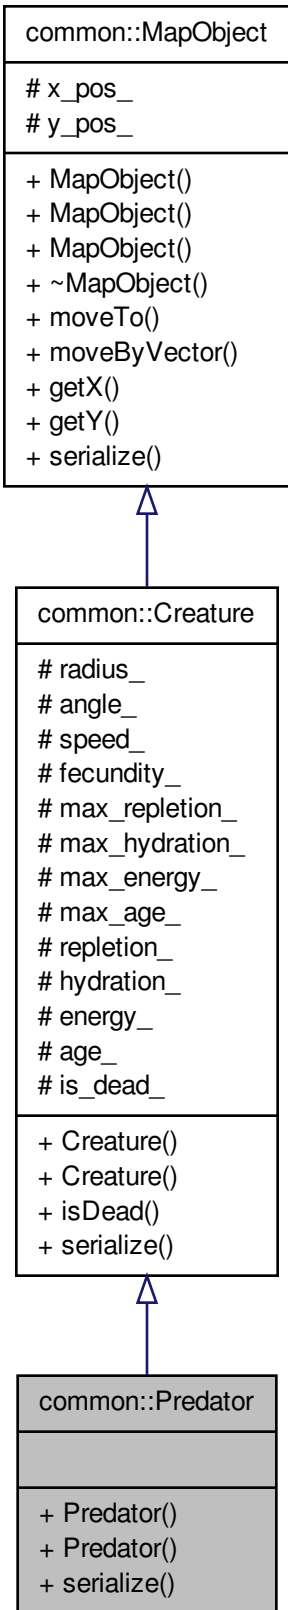 common::MapObject
# x_pos_
# y_pos_
+ MapObject()
+ MapObject()
+ MapObject()
+ ~MapObject()
+ moveTo()
+ moveByVector()
+ getX()
+ getY()
+ serialize()
common::Creature
# radius_
# angle_
# speed_
# fecundity_
# max_repletion_
# max_hydration_
# max_energy_
# max_age_
# repletion_
# hydration_
# energy_
# age_
# is_dead_
+ Creature()
+ Creature()
+ isDead()
+ serialize()
common::Predator
+ Predator()
+ Predator()
+ serialize()